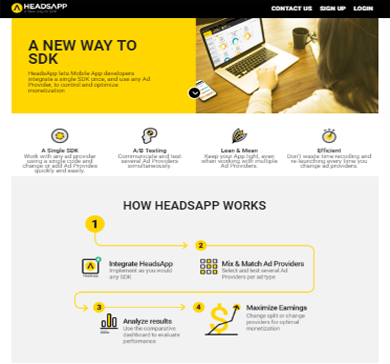 HEADSAPP
CONTACT US SIGN UP LOGIN
A NEW WAY TO
SDK
HeadsApp lets Mobile App developers
integrate a single SDK once, and use any Ad
Provider, to control and optimize
monetization
A Single SDK
Work with any ad provider
using a single code and
change or add Ad Providers
quickly and easily.
A/B Testing
Communicate and test
several Ad Providers
simultaneously.
Lean & Mean
Keep your App light, even
when working with multiple
Ad Providers.
Efficient
Don't waste time recoding and
re-launching every time you
change ad providers.
HOW HEADSAPP WORKS
1
Integrate HeadsApp
Implement as you would
any SDK
2
Mix & Match Ad Providers
Select and test several Ad
Providers per ad type
3
Analyze results
Use the comparative
dashboard to evaluate
performance
4
Maximize Earnings
Change split or change
providers for optimal
monetization